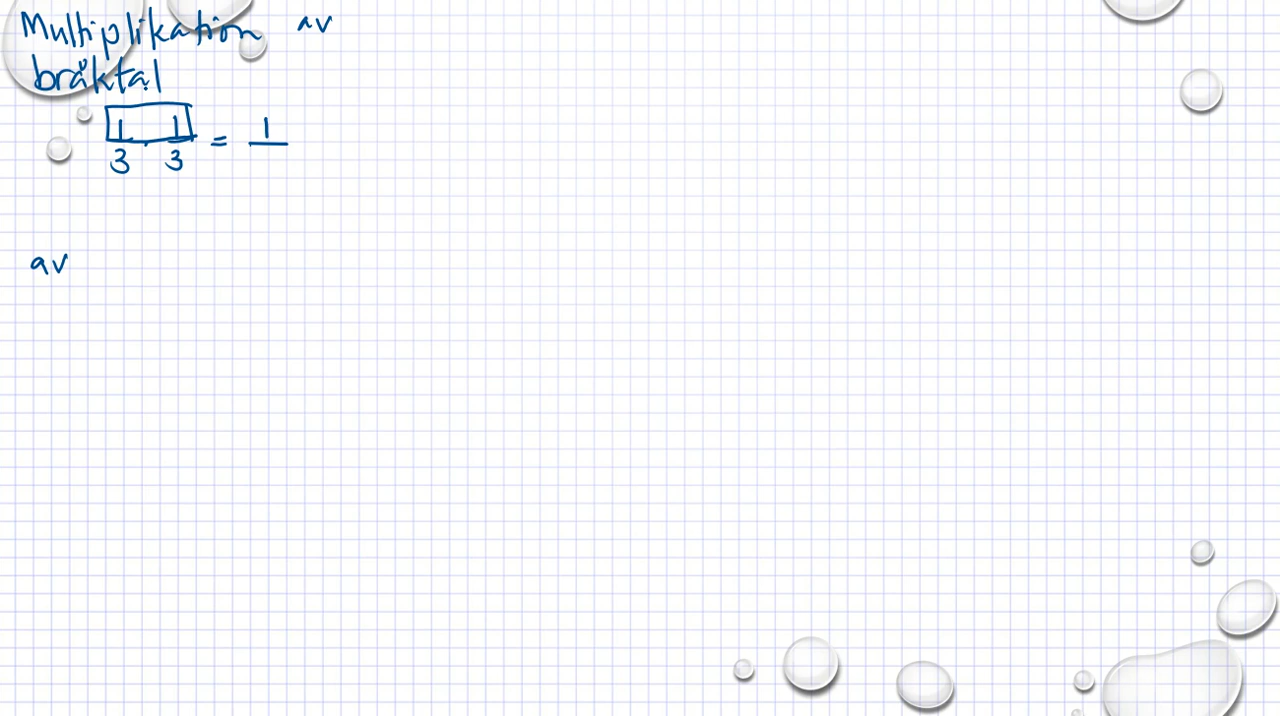 Multiplikation av
bråktal
1/3 · 1/3 = 1/
av